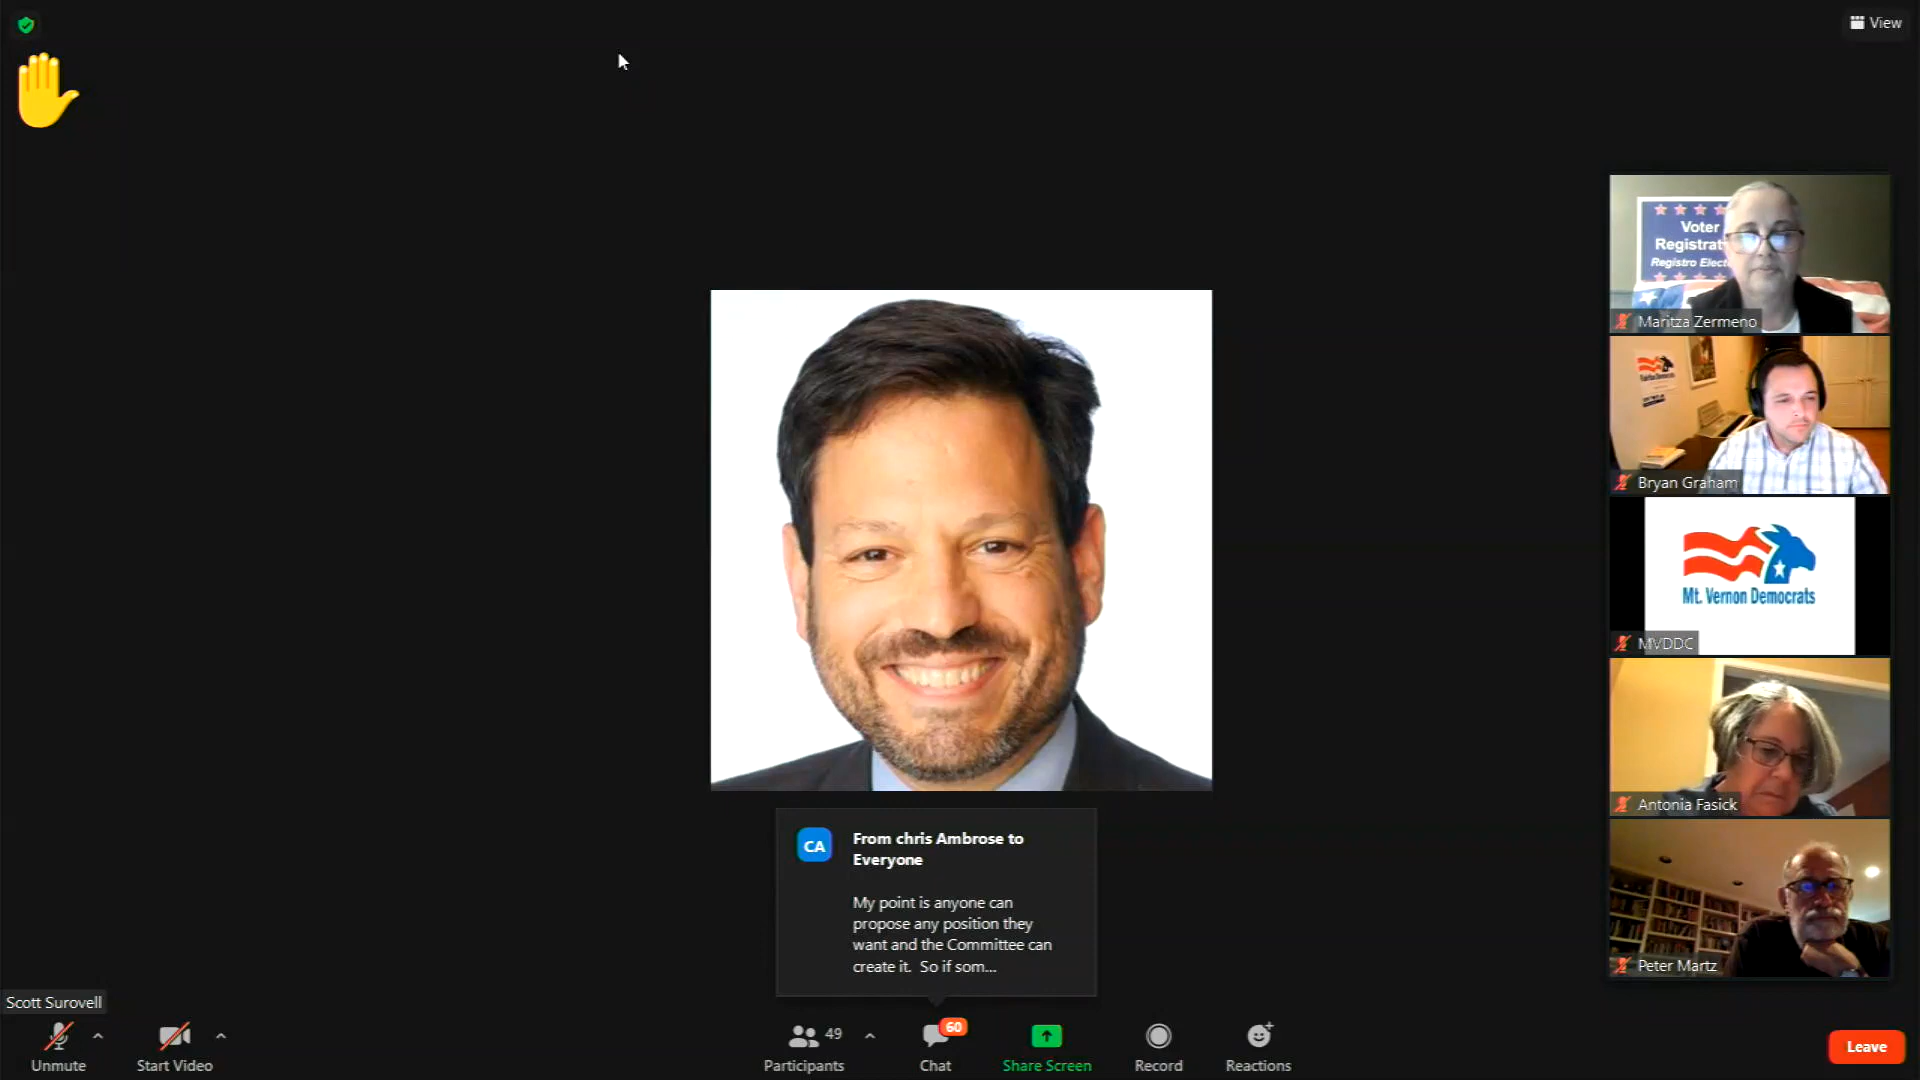 View
Voter
Registrat
Registro Elect
Maritza Zermeno
Bryan Graham
Mt. Vernon Democrats
MVDDC
Antonia Fasick
Peter Martz
CA
From chris Ambrose to
Everyone
My point is anyone can
propose any position they
want and the Committee can
create it. So if som...
Scott Surovell
Unmute
Start Video
49
Participants
60
Chat
Share Screen
Record
Reactions
Leave